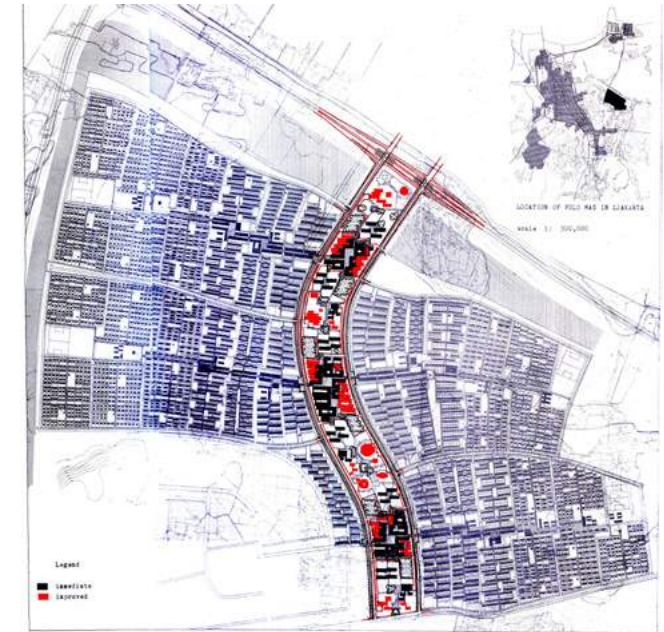 LOCATION OF PULO MAS IN DJAKARTA
scale 1: 300,000
Legend
immediate
improved